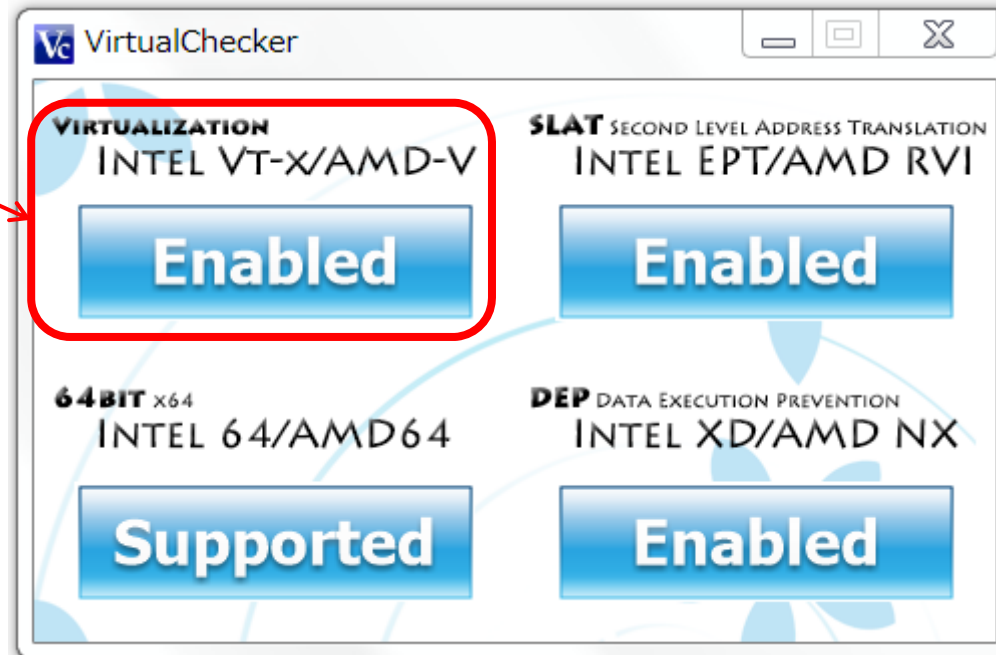 Vc VirtualChecker
VIRTUALIZATION
INTEL VT-X/AMD-V
Enabled
SLAT SECOND LEVEL ADDRESS TRANSLATION
INTEL EPT/AMD RVI
Enabled
64BIT x64
INTEL 64/AMD64
Supported
DEP DATA EXECUTION PREVENTION
INTEL XD/AMD NX
Enabled